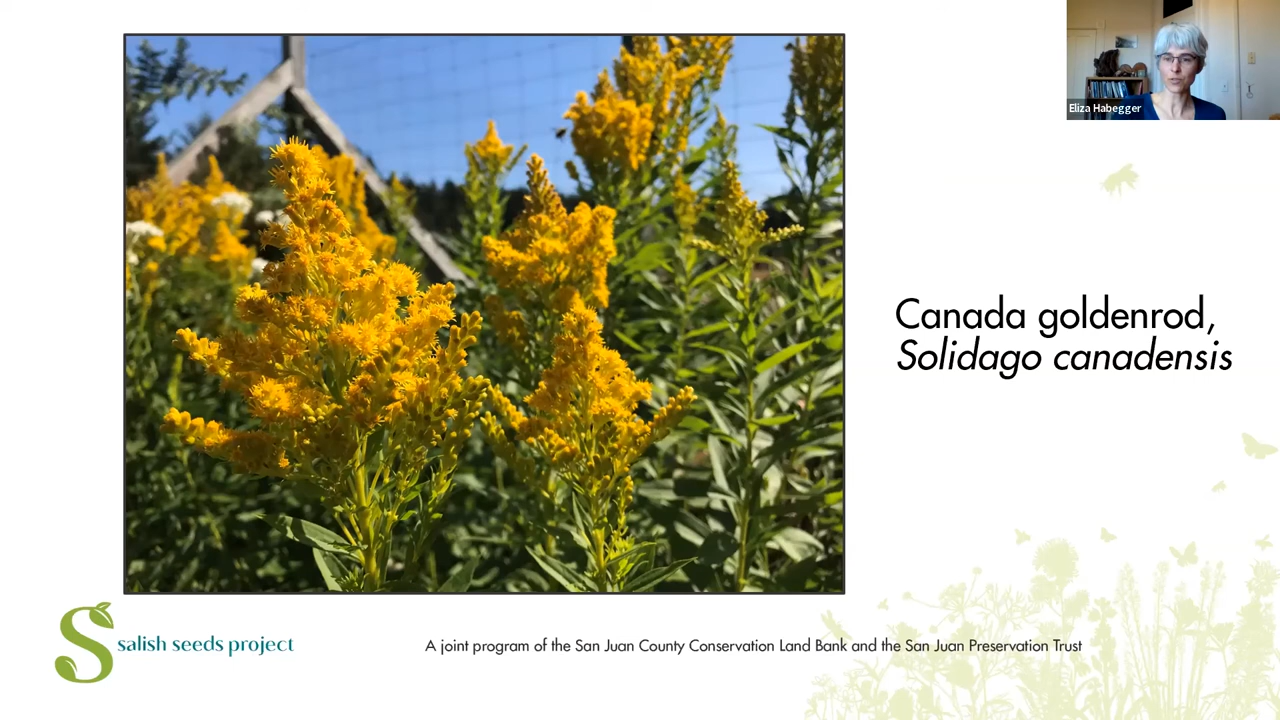 Eliza Habegger
Canada goldenrod,
Solidago canadensis
salish seeds project
A joint program of the San Juan County Conservation Land Bank and the San Juan Preservation Trust